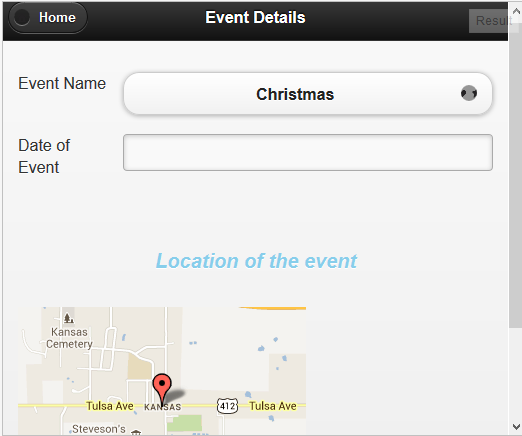 Home
Event Details
Result
Event Name
Christmas
Date of
Event
Location of the event
Kansas
Cemetery
Tulsa Ave
KANSAS
412
Tulsa Ave
Steveson's